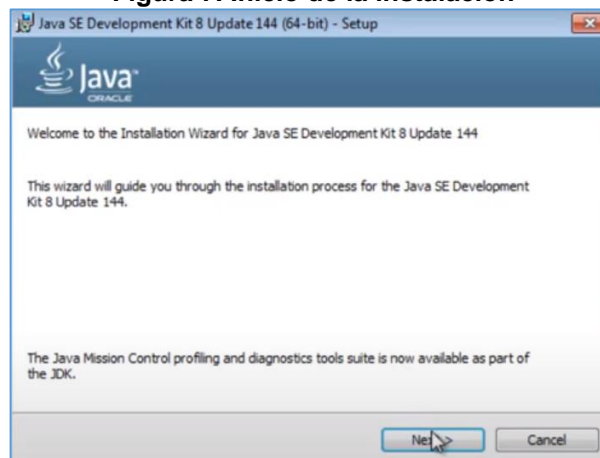 Java SE Development Kit 8 Update 144 (64-bit) - Setup
Java
ORACLE
Welcome to the Installation Wizard for Java SE Development Kit 8 Update 144
This wizard will guide you through the installation process for the Java SE Development
Kit 8 Update 144.
The Java Mission Control profiling and diagnostics tools suite is now available as part of
the JDK.
Next >
Cancel